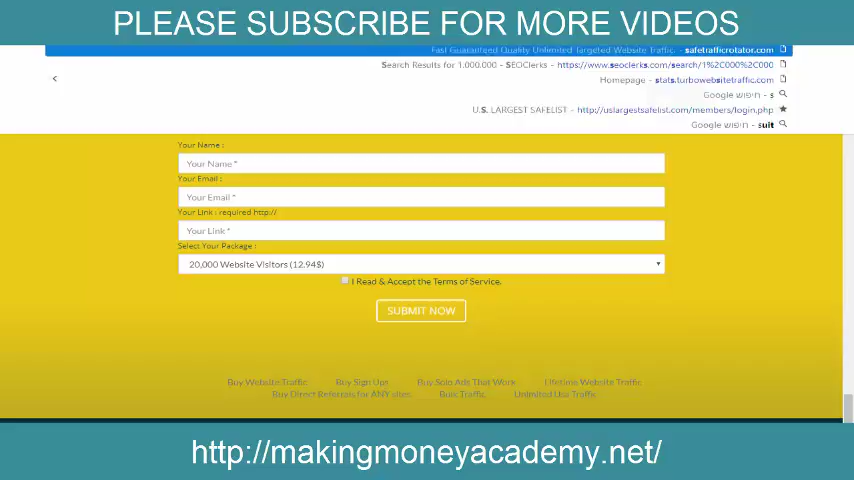 PLEASE SUBSCRIBE FOR MORE VIDEOS
Fast Guaranteed Quality Unlimited Targeted Website Traffic - safetrafficrotator.com
Search Results for 1.000.000 - SEOClerks - https://www.seoclerks.com/search/1%2C000%2C000
Homepage - stats.turbowebsitetraffic.com
s - חיפוש Google
U.S. LARGEST SAFELIST - http://uslargestsafelist.com/members/login.php
suit - חיפוש Google
Your Name :
Your Name *
Your Email :
Your Email *
Your Link : required http://
Your Link *
Select Your Package :
20,000 Website Visitors (12.94$)
I Read & Accept the Terms of Service.
SUBMIT NOW
Buy Website Traffic Buy Sign Ups Buy Solo Ads That Work Lifetime Website Traffic
Buy Direct Referrals for ANY sites Bulk Traffic Unlimited Usa Traffic
http://makingmoneyacademy.net/